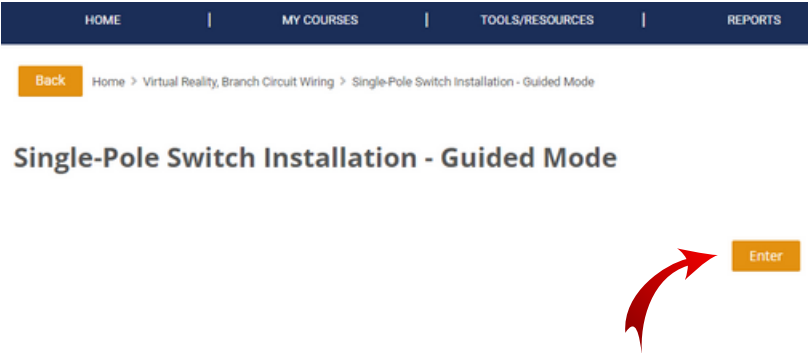 HOME | MY COURSES | TOOLS/RESOURCES | REPORTS
Back Home > Virtual Reality, Branch Circuit Wiring > Single-Pole Switch Installation - Guided Mode
Single-Pole Switch Installation - Guided Mode
Enter